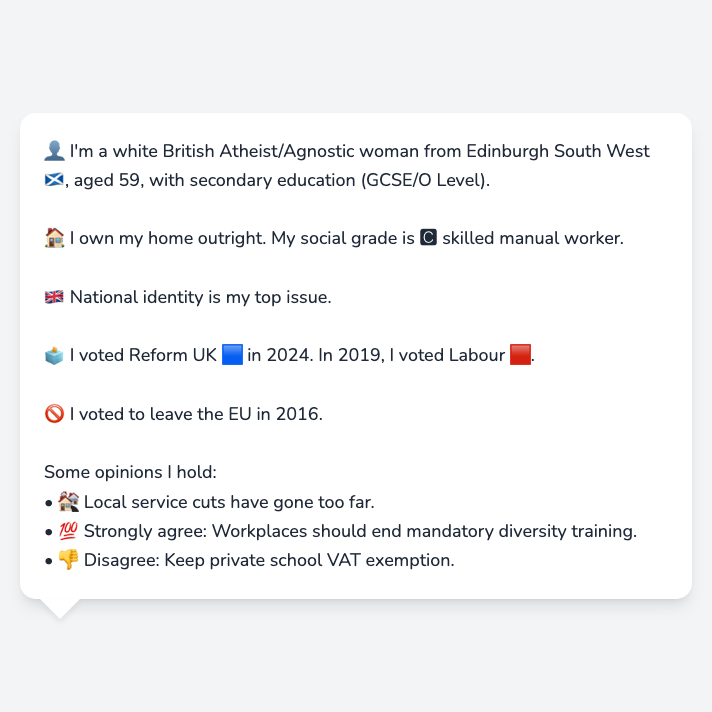 👤 I'm a white British Atheist/Agnostic woman from Edinburgh South West
🏴󠁧󠁢󠁳󠁣󠁴󠁿, aged 59, with secondary education (GCSE/O Level).
🏠 I own my home outright. My social grade is 🅲 skilled manual worker.
🇬🇧 National identity is my top issue.
🗳️ I voted Reform UK 🟦 in 2024. In 2019, I voted Labour 🟥.
🚫 I voted to leave the EU in 2016.
Some opinions I hold:
• 🏚️ Local service cuts have gone too far.
• 💯 Strongly agree: Workplaces should end mandatory diversity training.
• 👎 Disagree: Keep private school VAT exemption.